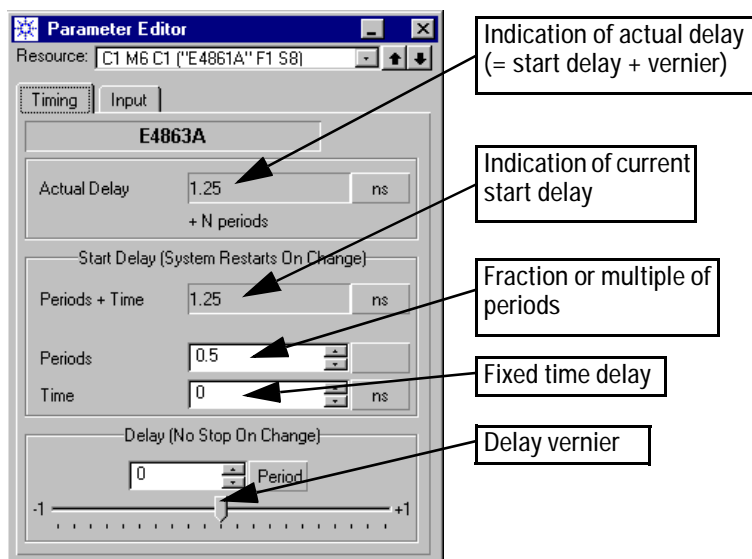 Parameter Editor
Resource: C1 M6 C1 ("E4861A" F1 S8)
Timing Input
E4863A
Actual Delay 1.25 ns
+ N periods
Start Delay (System Restarts On Change)
Periods + Time 1.25 ns
Periods 0.5
Time 0 ns
Delay (No Stop On Change)
0 Period
-1 +1
Indication of actual delay
(= start delay + vernier)
Indication of current
start delay
Fraction or multiple of
periods
Fixed time delay
Delay vernier